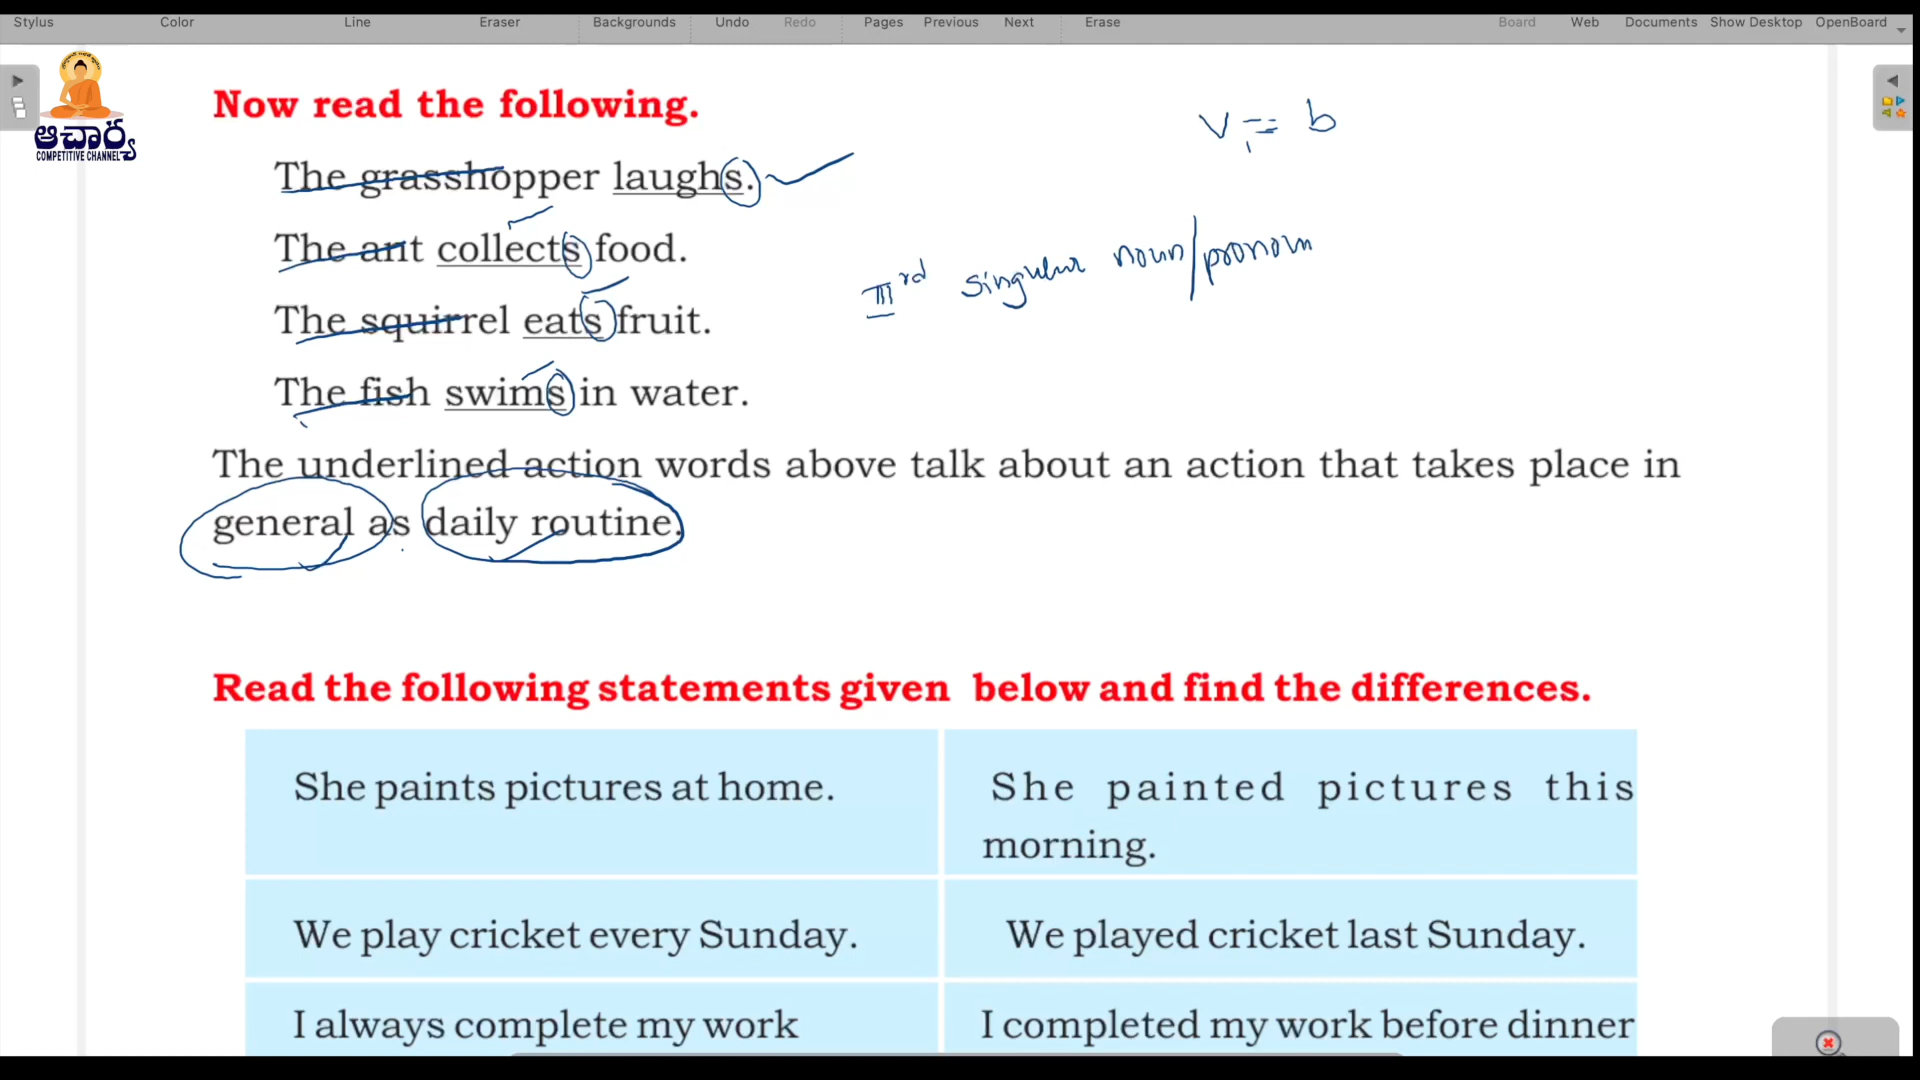 Stylus Color Line Eraser Backgrounds Undo Redo Pages Previous Next Erase Board Web Documents Show Desktop OpenBoard
ಆಚಾರ್ಯ
COMPETITIVE CHANNEL
Now read the following.
V = b
The grasshopper laughs.
The ant collects food.
IIIrd singular noun/pronoun
The squirrel eats fruit.
The fish swims in water.
The underlined action words above talk about an action that takes place in
general as daily routine.
Read the following statements given below and find the differences.
She paints pictures at home.
She painted pictures this
morning.
We play cricket every Sunday.
We played cricket last Sunday.
I always complete my work
I completed my work before dinner